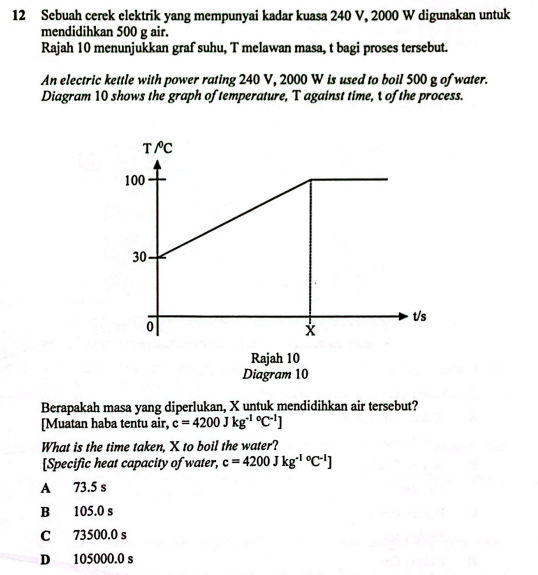 12 Sebuah cerek elektrik yang mempunyai kadar kuasa 240 V, 2000 W digunakan untuk
mendidihkan 500 g air.
Rajah 10 menunjukkan graf suhu, T melawan masa, t bagi proses tersebut.
An electric kettle with power rating 240 V, 2000 W is used to boil 500 g of water.
Diagram 10 shows the graph of temperature, T against time, t of the process.
T /⁰C
100
30
0
X
t/s
Rajah 10
Diagram 10
Berapakah masa yang diperlukan, X untuk mendidihkan air tersebut?
[Muatan haba tentu air, c = 4200 J kg⁻¹ ⁰C⁻¹]
What is the time taken, X to boil the water?
[Specific heat capacity of water, c = 4200 J kg⁻¹ ⁰C⁻¹]
A 73.5 s
B 105.0 s
C 73500.0 s
D 105000.0 s